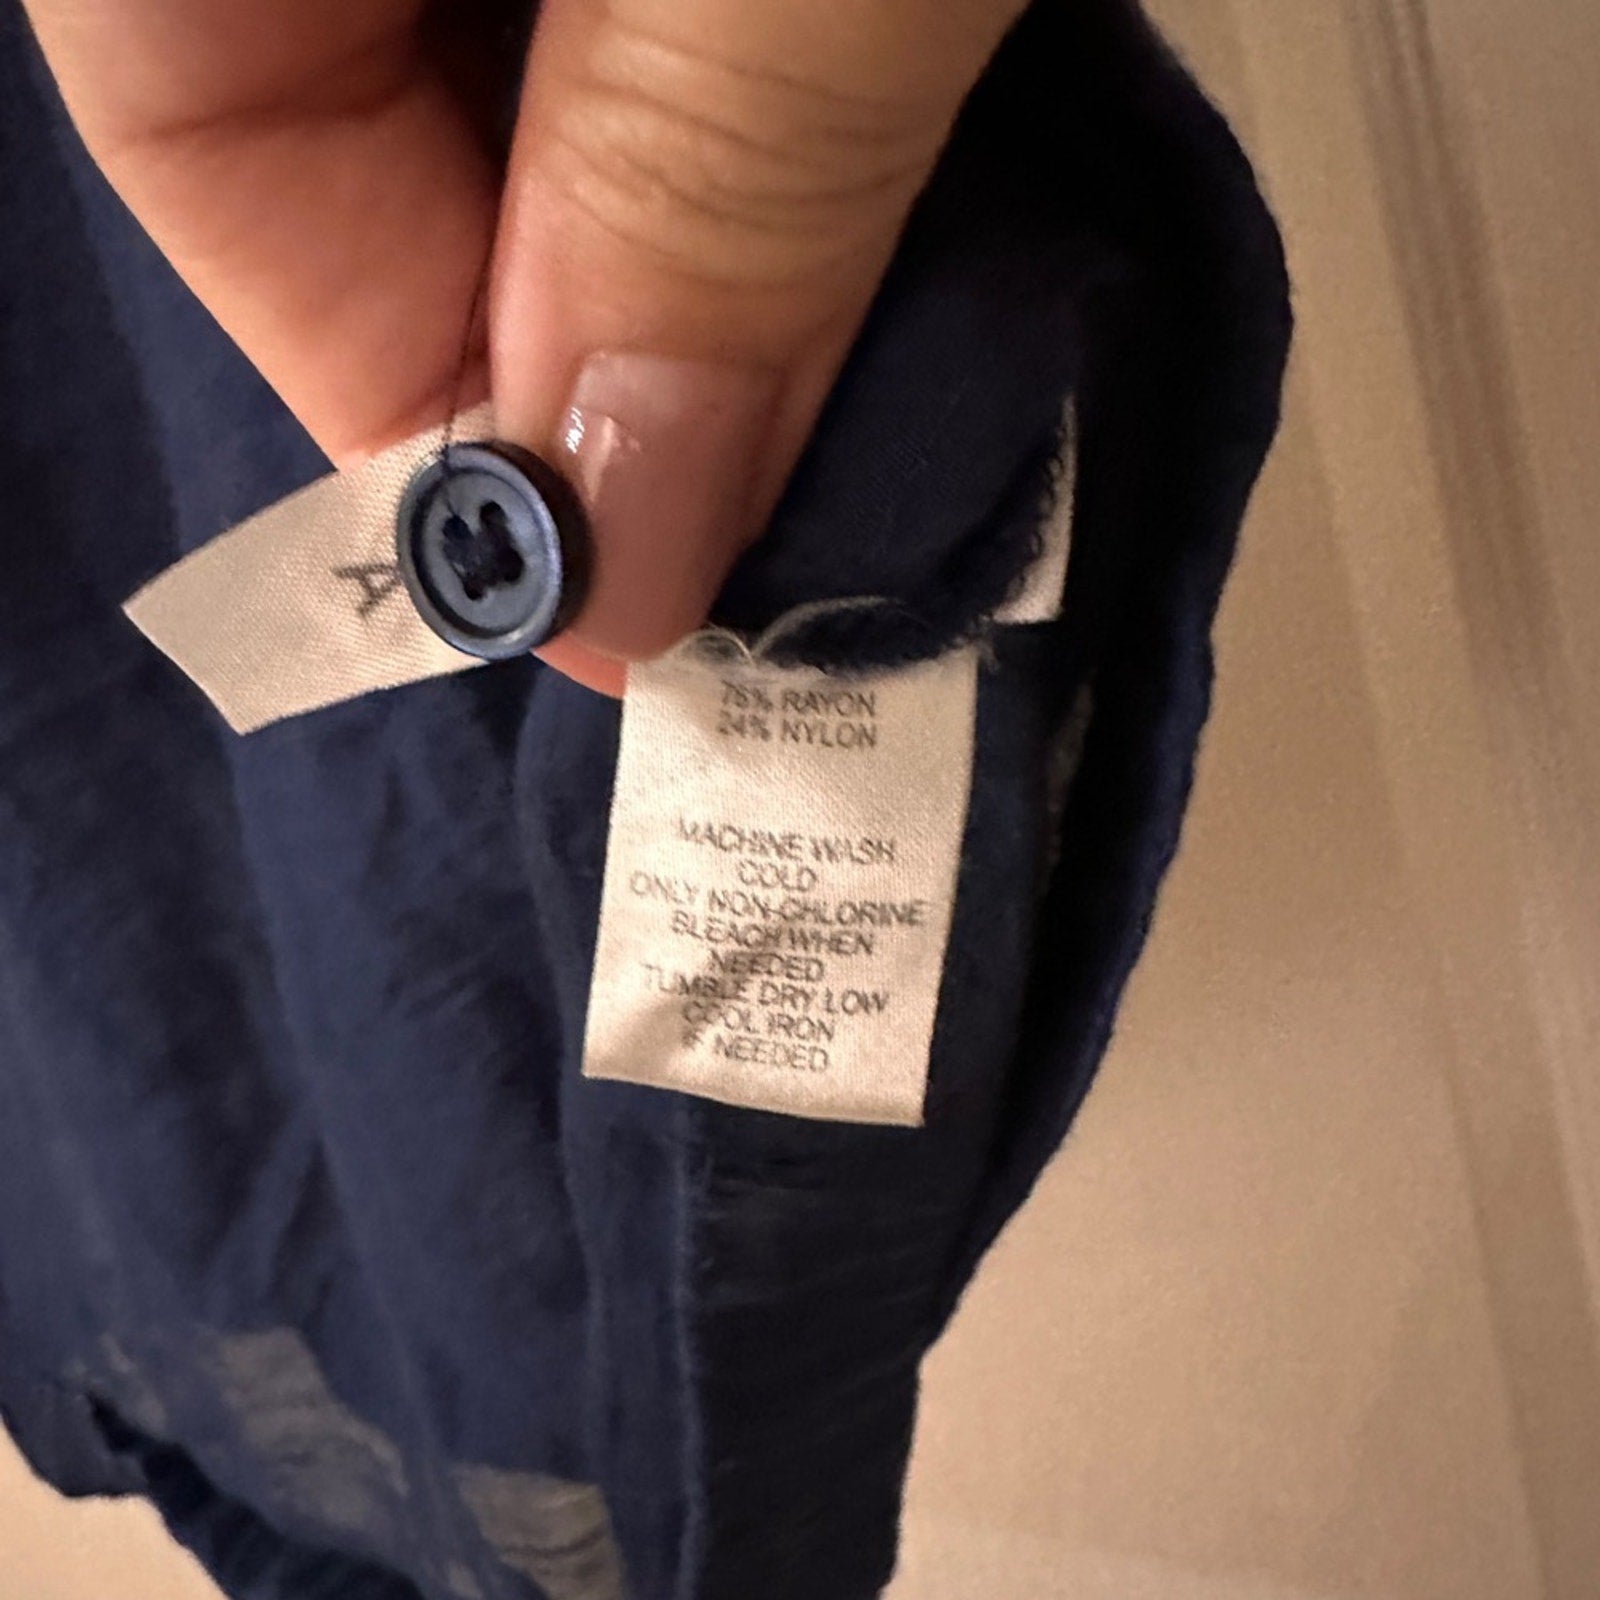 A
76% RAYON
24% NYLON
MACHINE WASH
COLD
ONLY NON-CHLORINE
BLEACH WHEN
NEEDED
TUMBLE DRY LOW
COOL IRON
IF NEEDED